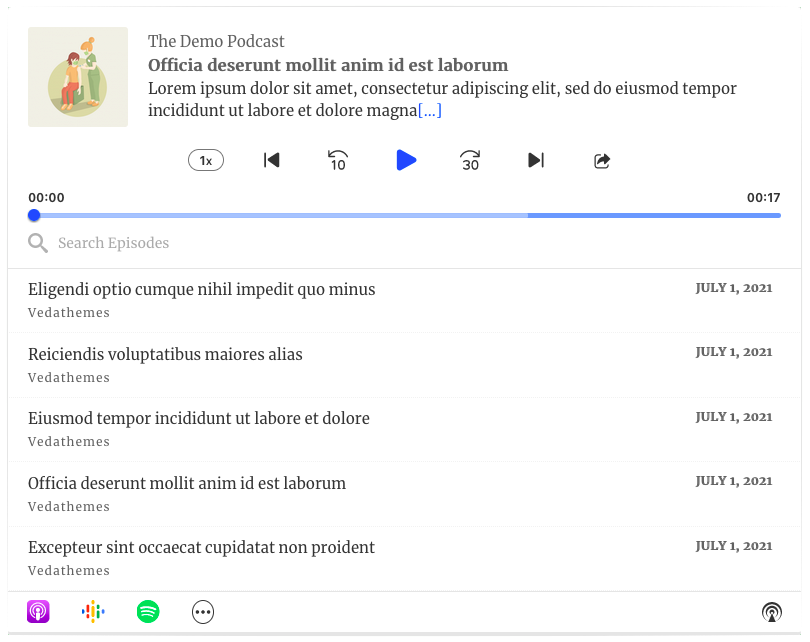 The Demo Podcast
Officia deserunt mollit anim id est laborum
Lorem ipsum dolor sit amet, consectetur adipiscing elit, sed do eiusmod tempor
incididunt ut labore et dolore magna[...]
1x
10
30
00:00
00:17
Search Episodes
Eligendi optio cumque nihil impedit quo minus
JULY 1, 2021
Vedathemes
Reiciendis voluptatibus maiores alias
JULY 1, 2021
Vedathemes
Eiusmod tempor incididunt ut labore et dolore
JULY 1, 2021
Vedathemes
Officia deserunt mollit anim id est laborum
JULY 1, 2021
Vedathemes
Excepteur sint occaecat cupidatat non proident
JULY 1, 2021
Vedathemes